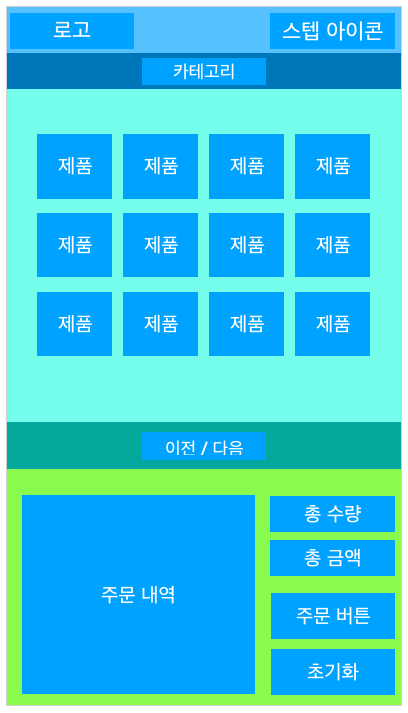 로고
스텝 아이콘
카테고리
제품
제품
제품
제품
제품
제품
제품
제품
제품
제품
제품
제품
이전 / 다음
주문 내역
총 수량
총 금액
주문 버튼
초기화